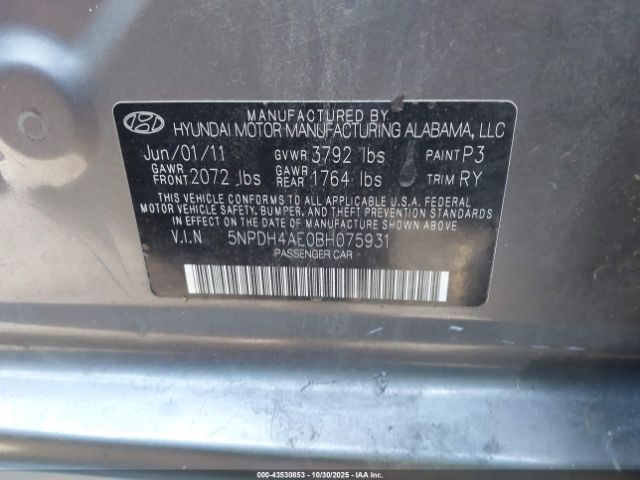 MANUFACTURED BY
HYUNDAI MOTOR MANUFACTURING ALABAMA, LLC
Jun/01/11 GVWR 3792 lbs PAINT P3
GAWR FRONT 2072 lbs GAWR REAR 1764 lbs TRIM RY
THIS VEHICLE CONFORMS TO ALL APPLICABLE U.S.A. FEDERAL
MOTOR VEHICLE SAFETY, BUMPER, AND THEFT PREVENTION
STANDARDS IN EFFECT ON THE DATE OF MANUFACTURE SHOWN ABOVE
V.I.N 5NPDH4AE0BH075931
PASSENGER CAR
000-43530853 10/30/2025 Copyright © 2025 IAA, Inc.